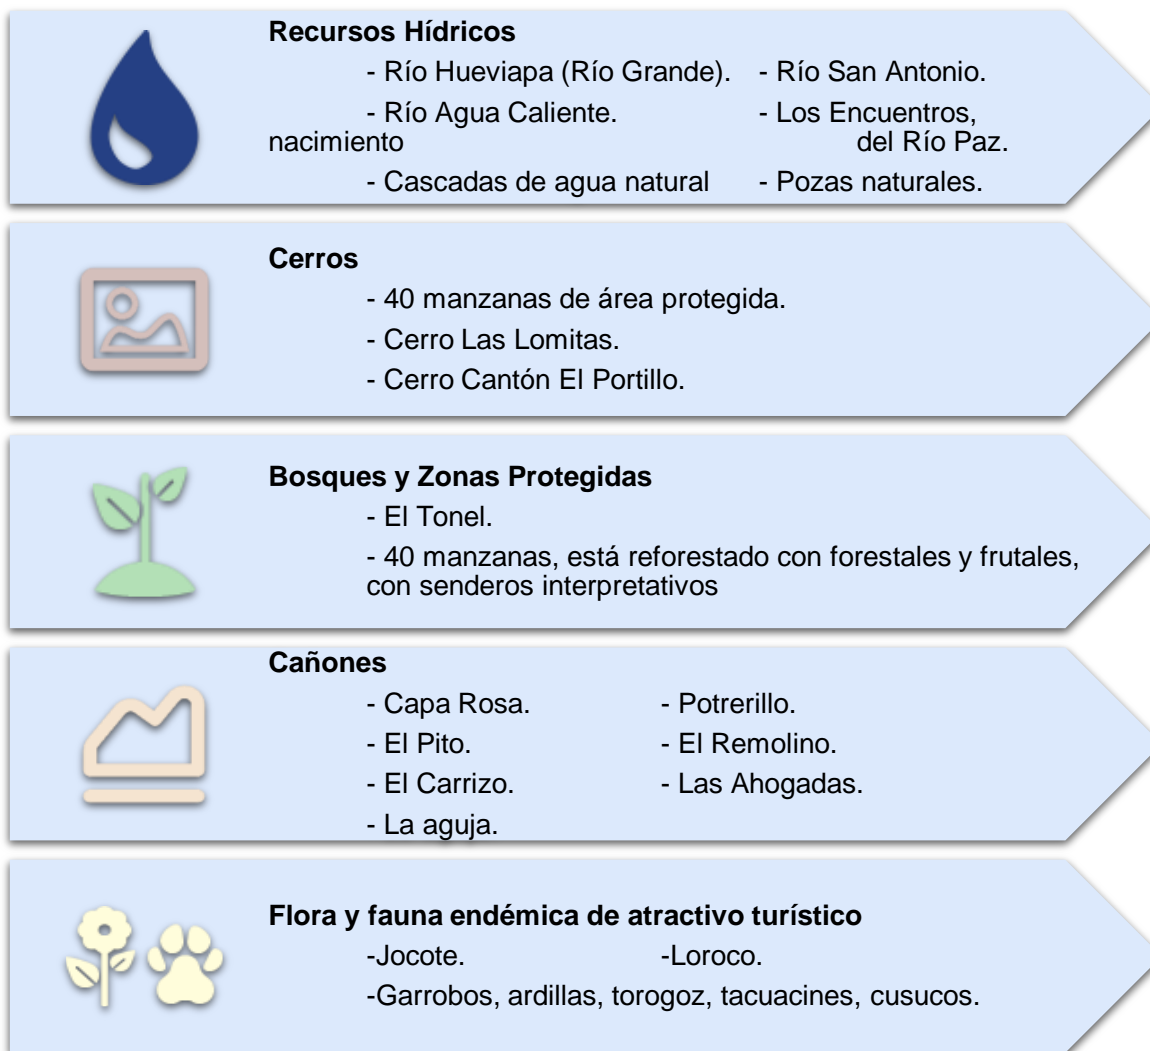 Recursos Hídricos
- Río Hueviapa (Río Grande). - Río San Antonio.
- Río Agua Caliente. - Los Encuentros,
nacimiento del Río Paz.
- Cascadas de agua natural - Pozas naturales.
Cerros
- 40 manzanas de área protegida.
- Cerro Las Lomitas.
- Cerro Cantón El Portillo.
Bosques y Zonas Protegidas
- El Tonel.
- 40 manzanas, está reforestado con forestales y frutales,
con senderos interpretativos
Cañones
- Capa Rosa. - Potrerillo.
- El Pito. - El Remolino.
- El Carrizo. - Las Ahogadas.
- La aguja.
Flora y fauna endémica de atractivo turístico
-Jocote. -Loroco.
-Garrobos, ardillas, torogoz, tacuacines, cusucos.